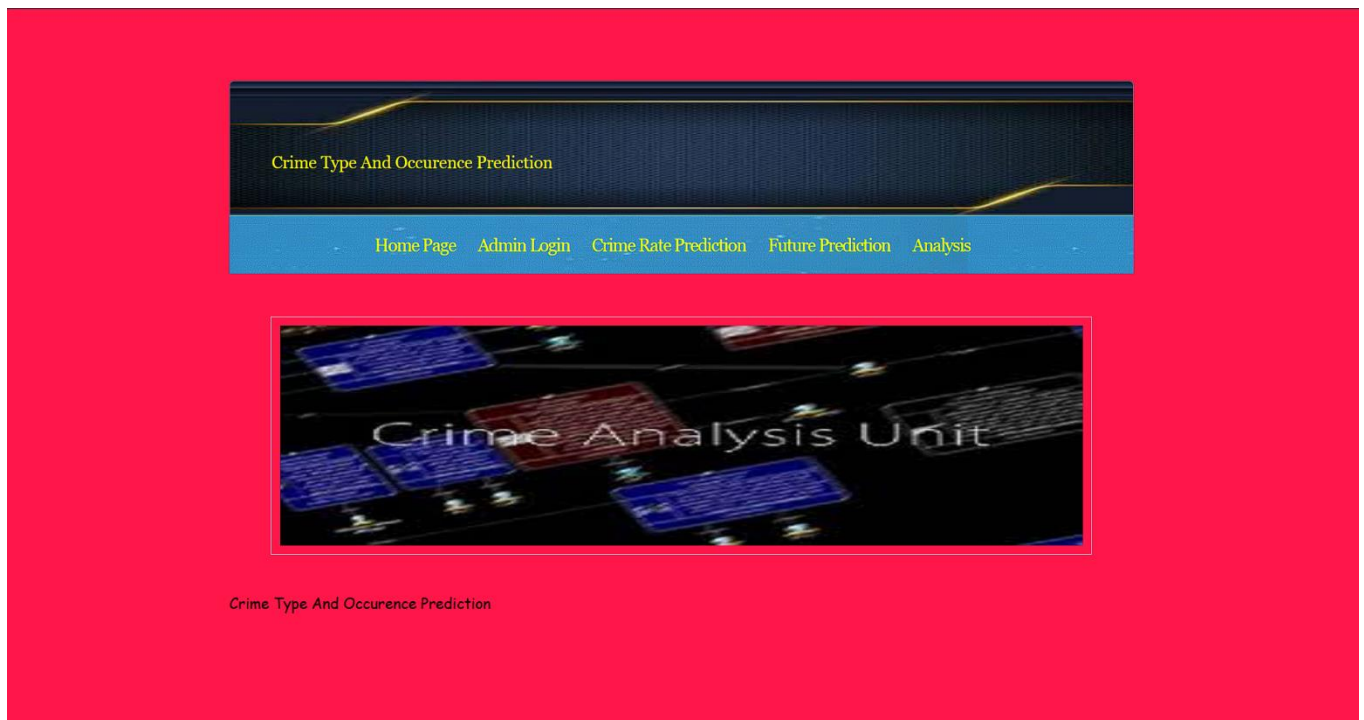 Crime Type And Occurence Prediction
Home Page Admin Login Crime Rate Prediction Future Prediction Analysis
Crime Analysis Unit
Crime Type And Occurence Prediction